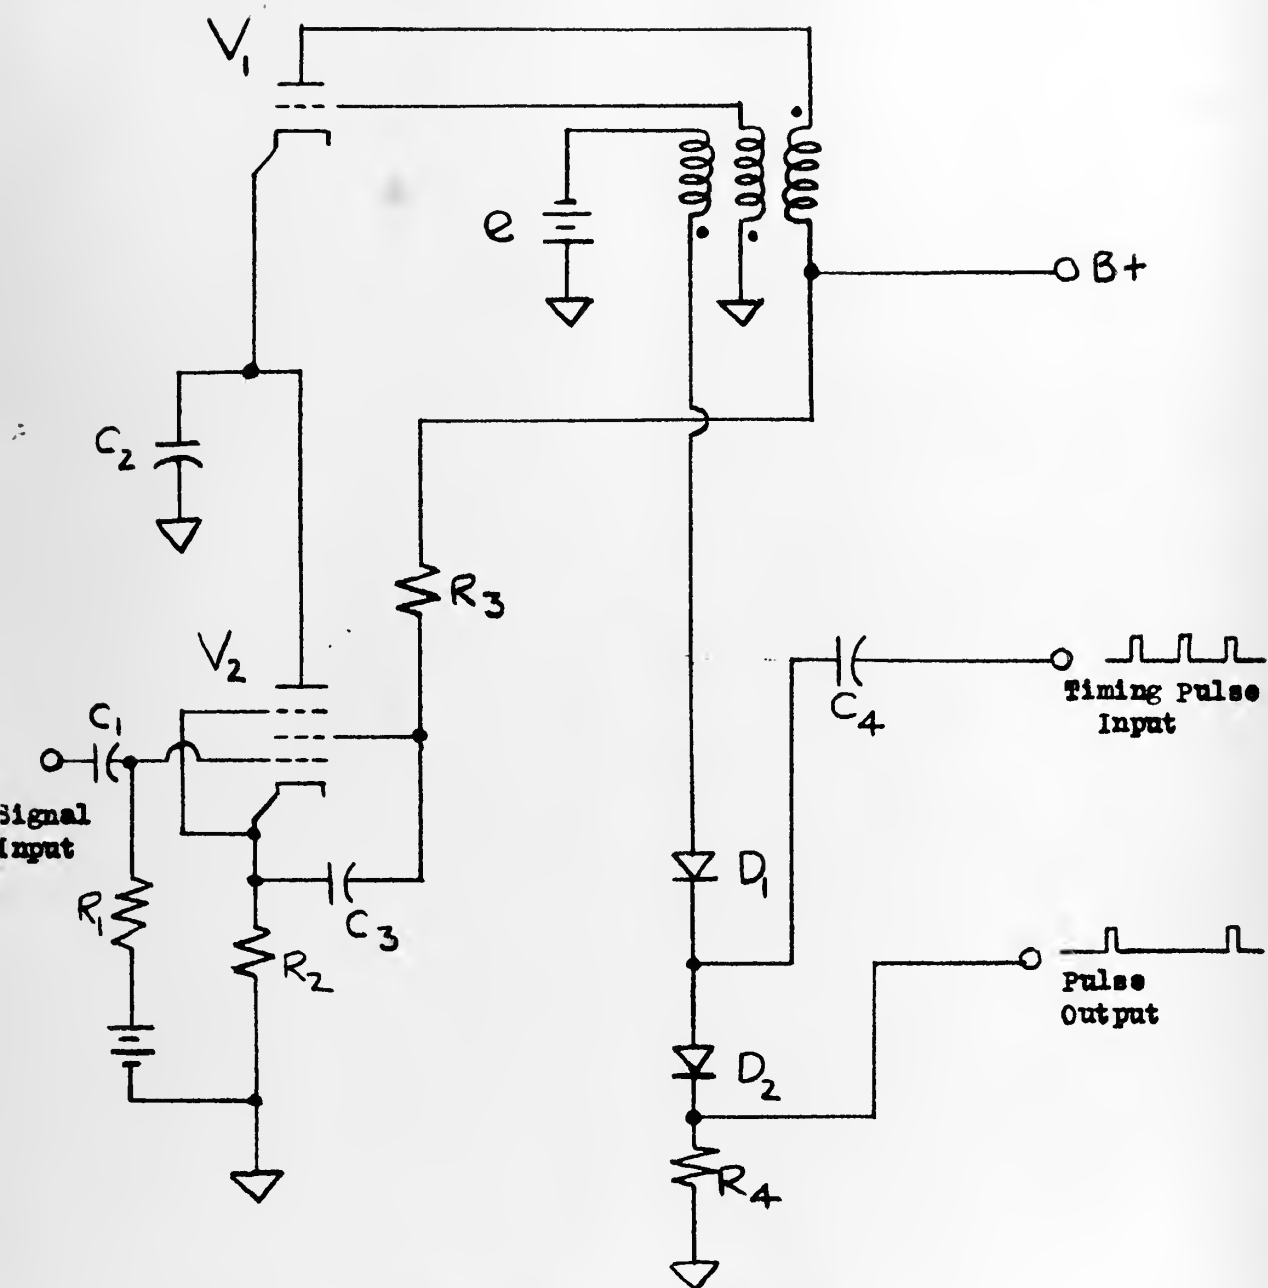 V1
e
B+
C2
R3
V2
C1
C4
Timing Pulse
Input
Signal
Input
D1
R1
C3
R2
Pulse
Output
D2
R4